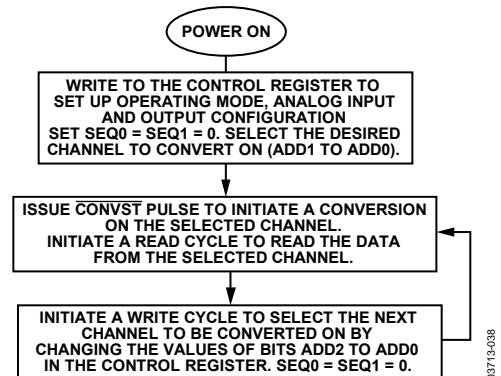 POWER ON
WRITE TO THE CONTROL REGISTER TO
SET UP OPERATING MODE, ANALOG INPUT
AND OUTPUT CONFIGURATION
SET SEQ0 = SEQ1 = 0. SELECT THE DESIRED
CHANNEL TO CONVERT ON (ADD1 TO ADD0).
ISSUE CONVST PULSE TO INITIATE A CONVERSION
ON THE SELECTED CHANNEL.
INITIATE A READ CYCLE TO READ THE DATA
FROM THE SELECTED CHANNEL.
INITIATE A WRITE CYCLE TO SELECT THE NEXT
CHANNEL TO BE CONVERTED ON BY
CHANGING THE VALUES OF BITS ADD2 TO ADD0
IN THE CONTROL REGISTER. SEQ0 = SEQ1 = 0.
03713-038